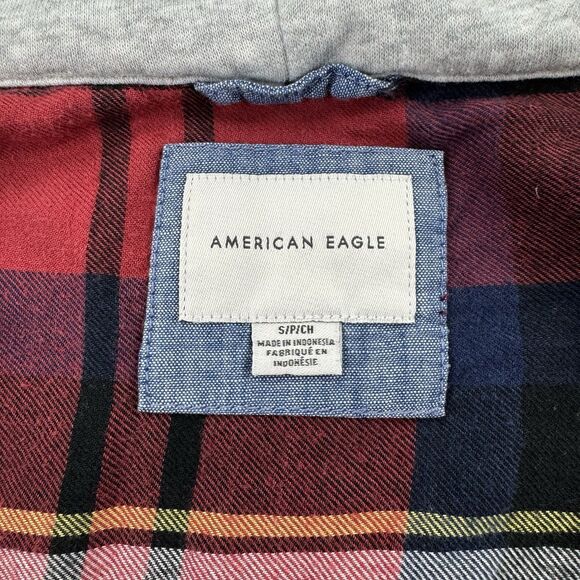 AMERICAN EAGLE
S/P/CH
MADE IN INDONESIA
FABRIQUÉ EN
INDONÉSIE